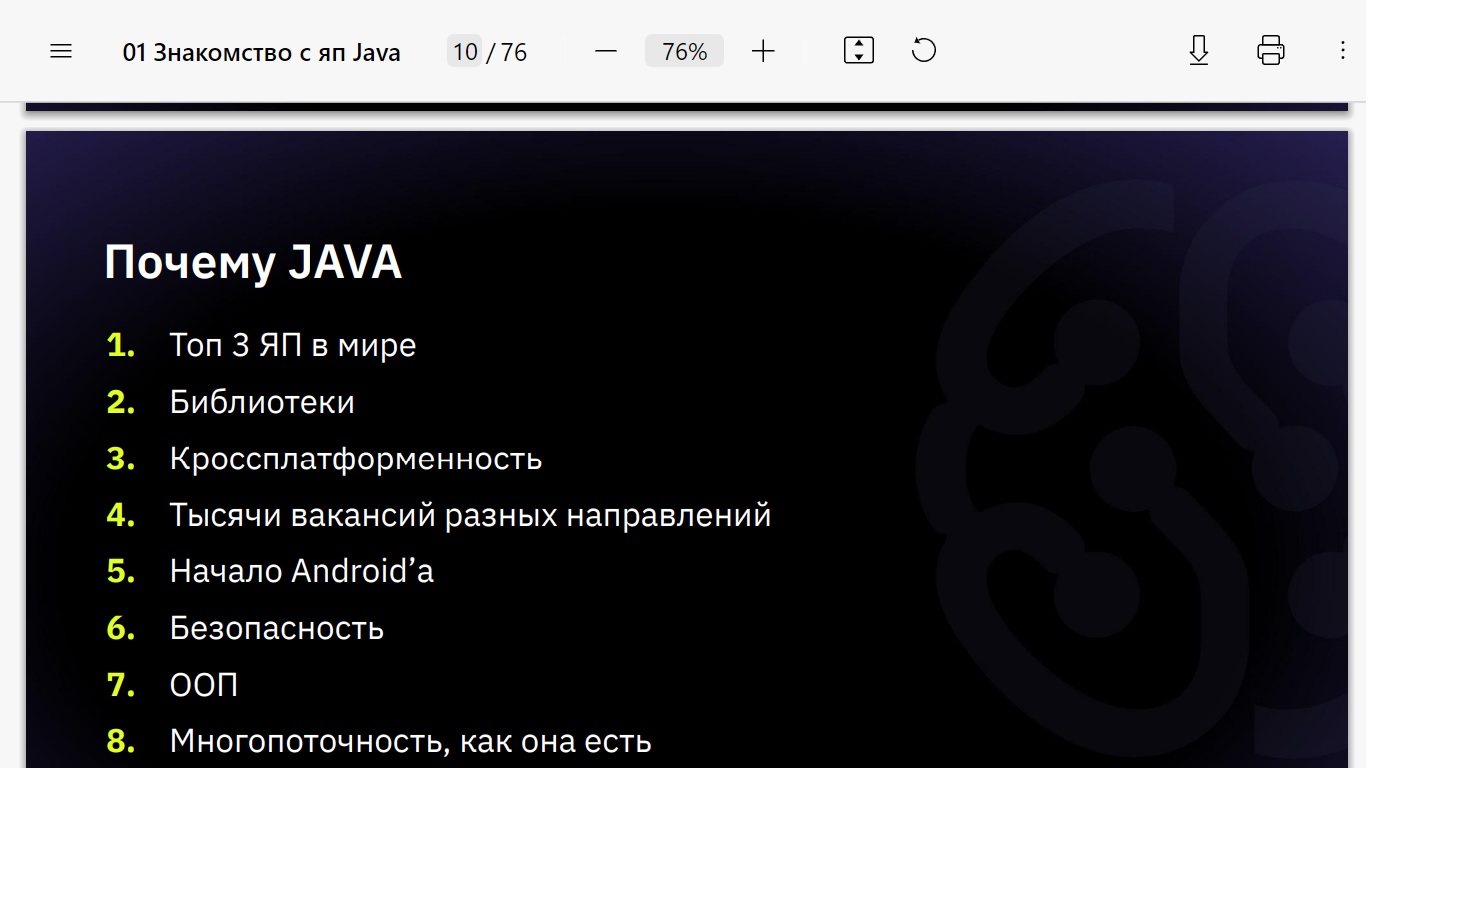 01 Знакомство с яп Java 10 / 76 76%
Почему JAVA
1. Топ 3 ЯП в мире
2. Библиотеки
3. Кроссплатформенность
4. Тысячи вакансий разных направлений
5. Начало Android’а
6. Безопасность
7. ООП
8. Многопоточность, как она есть